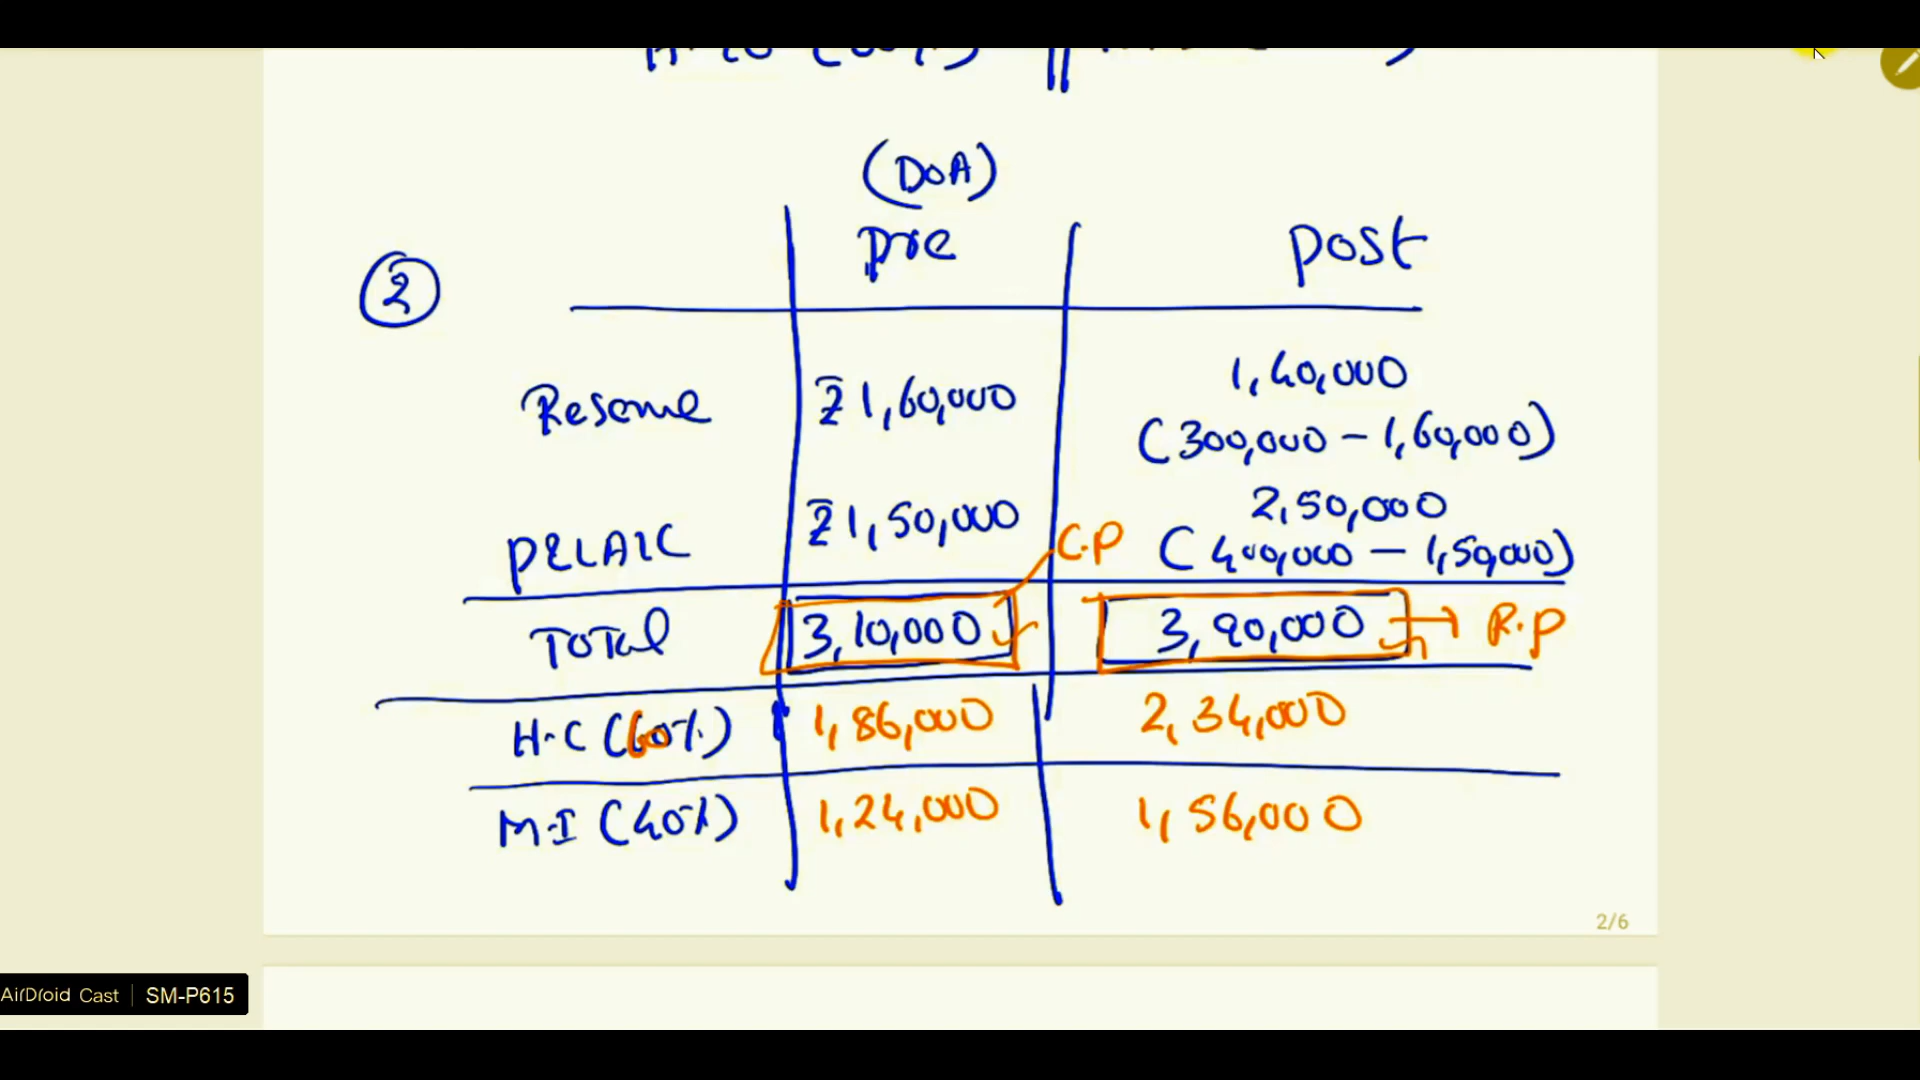 (DOA)
pre
post
2
Reserve
₹1,60,000
1,40,000
(300,000 - 1,60,000)
P&LA/C
₹1,50,000
2,50,000
(400,000 - 1,50,000)
C.P
Total
3,10,000
3,90,000
R.P
H.C (60%)
1,86,000
2,34,000
M.I (40%)
1,24,000
1,56,000
2/6
AirDroid Cast | SM-P615